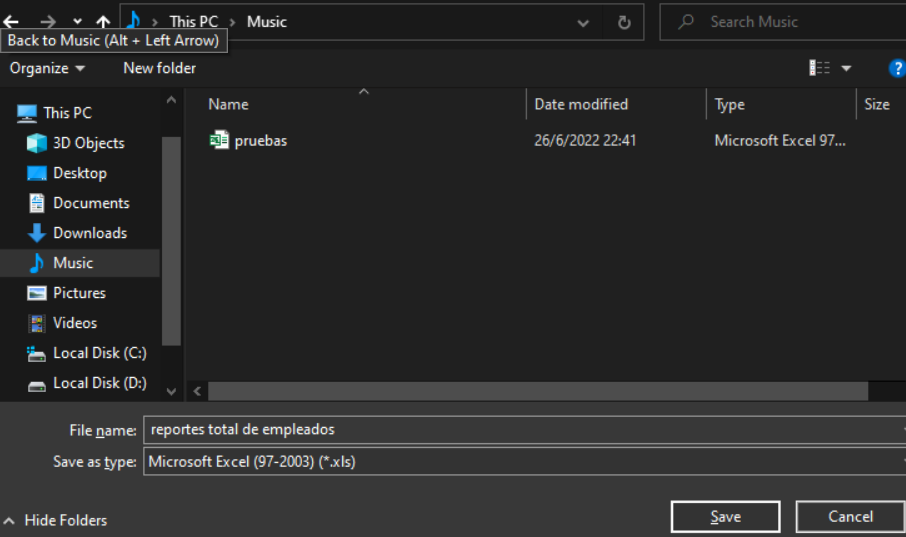 This PC > Music
Search Music
Back to Music (Alt + Left Arrow)
Organize
New folder
Name
Date modified
Type
Size
This PC
3D Objects
Desktop
Documents
Downloads
Music
Pictures
Videos
Local Disk (C:)
Local Disk (D:)
pruebas
26/6/2022 22:41
Microsoft Excel 97...
File name: reportes total de empleados
Save as type: Microsoft Excel (97-2003) (*.xls)
Hide Folders
Save
Cancel